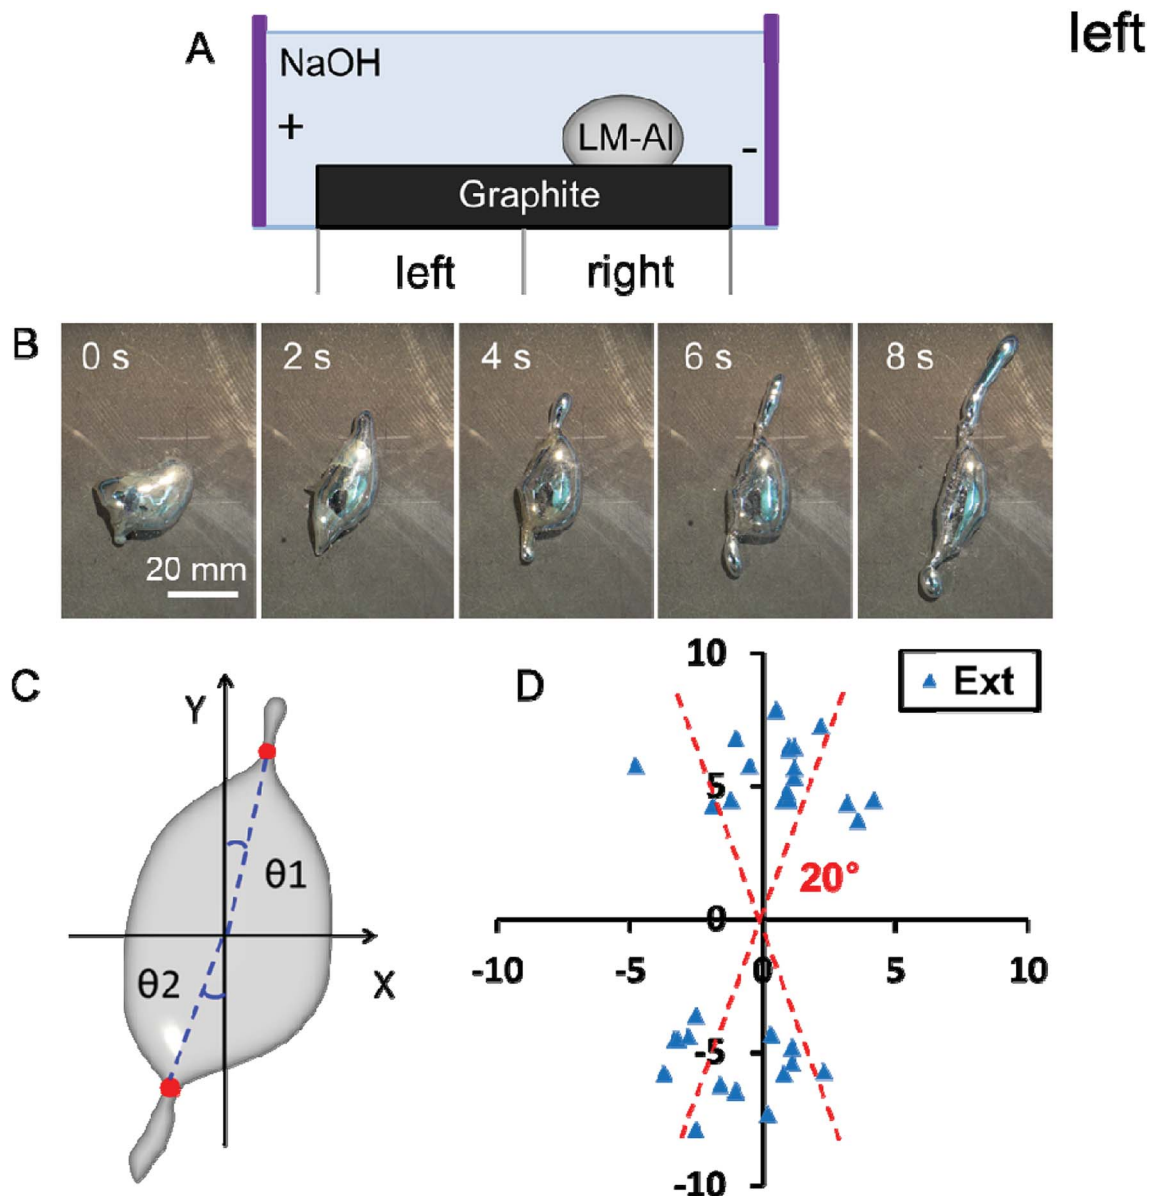 left
A
NaOH
+
LM-Al
-
Graphite
left right
B
0 s 2 s 4 s 6 s 8 s
20 mm
C
Y
θ1
θ2
X
D
10
Ext
5
20°
0
-10 -5 0 5 10
-5
-10